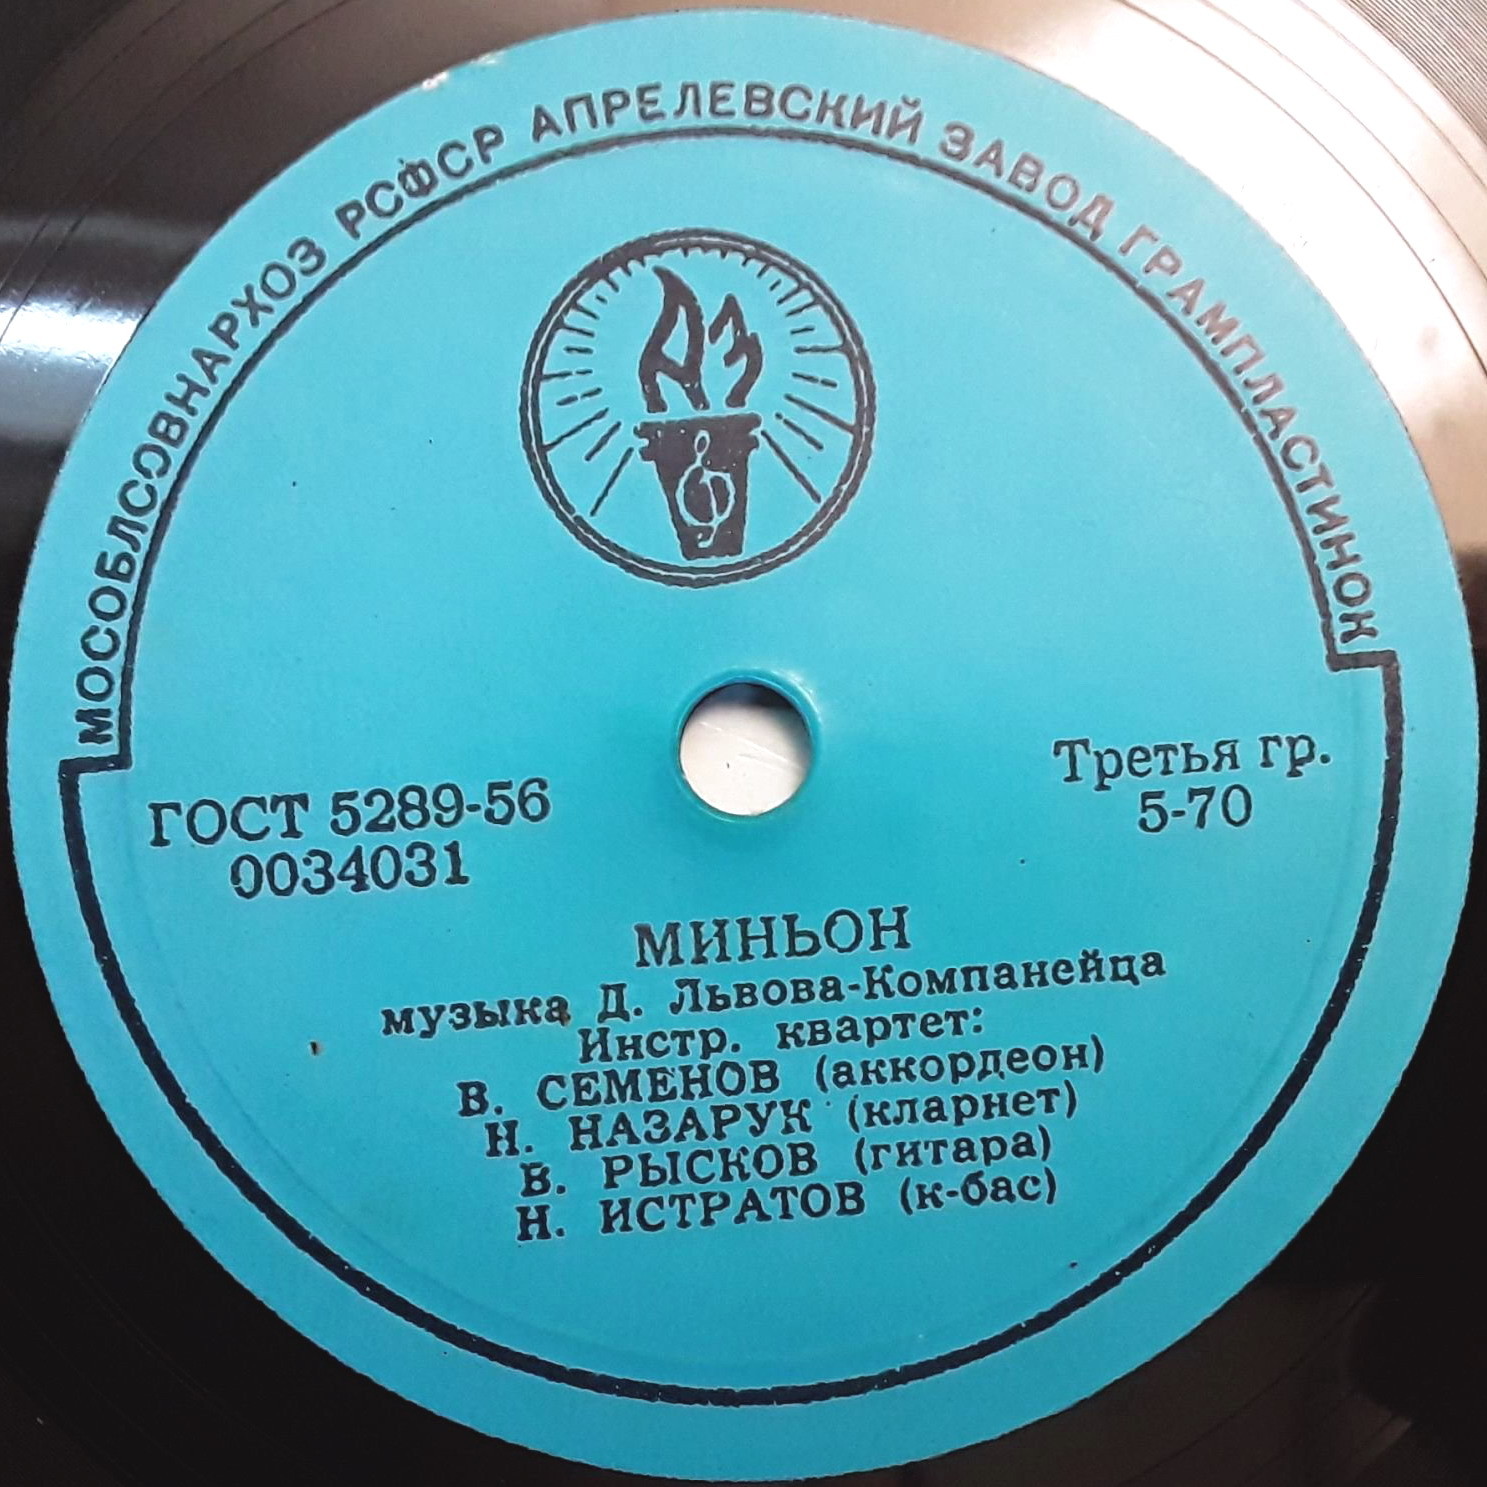 МОСОБЛСОВНАРХОЗ РСФСР АПРЕЛЕВСКИЙ ЗАВОД ГРАМПЛАСТИНОК
АЗ
ГОСТ 5289-56
0034031
Третья гр.
5-70
МИНЬОН
музыка Д. Львова-Компанейца
Инстр. квартет:
В. СЕМЕНОВ (аккордеон)
Н. НАЗАРУК (кларнет)
В. РЫСКОВ (гитара)
Н. ИСТРАТОВ (к-бас)